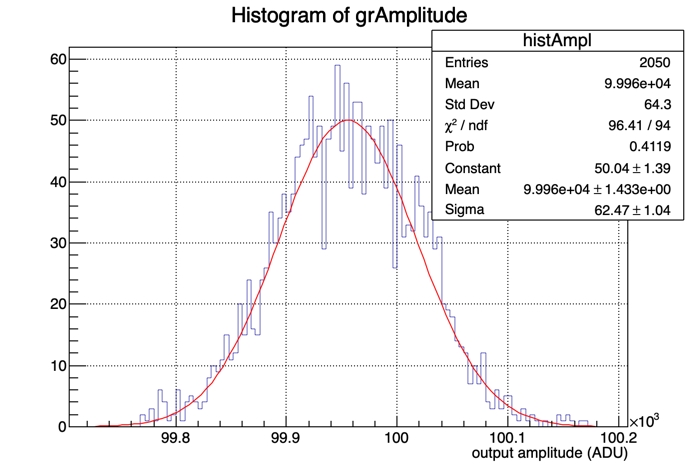 Histogram of grAmplitude
histAmpl
Entries 2050
Mean 9.996e+04
Std Dev 64.3
χ² / ndf 96.41 / 94
Prob 0.4119
Constant 50.04 ± 1.39
Mean 9.996e+04 ± 1.433e+00
Sigma 62.47 ± 1.04
60
50
40
30
20
10
0
99.8 99.9 100 100.1 100.2
×10³
output amplitude (ADU)